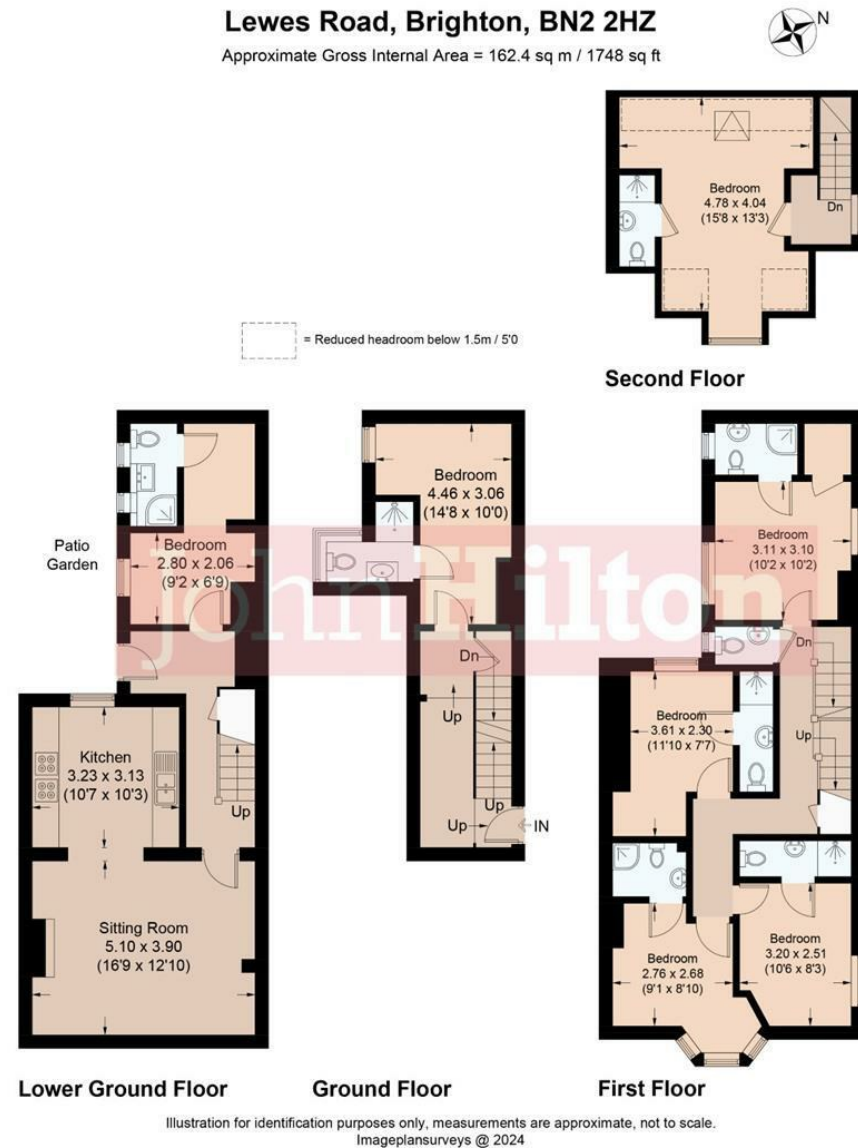 Lewes Road, Brighton, BN2 2HZ
Approximate Gross Internal Area = 162.4 sq m / 1748 sq ft
N
Bedroom
4.78 x 4.04
(15'8 x 13'3)
Dn
= Reduced headroom below 1.5m / 5'0
Second Floor
Patio
Garden
Bedroom
2.80 x 2.06
(9'2 x 6'9)
Kitchen
3.23 x 3.13
(10'7 x 10'3)
Up
Sitting Room
5.10 x 3.90
(16'9 x 12'10)
Lower Ground Floor
Bedroom
4.46 x 3.06
(14'8 x 10'0)
Dn
Up
Up
Up
IN
Ground Floor
Bedroom
3.11 x 3.10
(10'2 x 10'2)
Dn
Bedroom
3.61 x 2.30
(11'10 x 7'7)
Up
Bedroom
2.76 x 2.68
(9'1 x 8'10)
Bedroom
3.20 x 2.51
(10'6 x 8'3)
First Floor
John Hilton
Illustration for identification purposes only, measurements are approximate, not to scale.
Imageplansurveys @ 2024